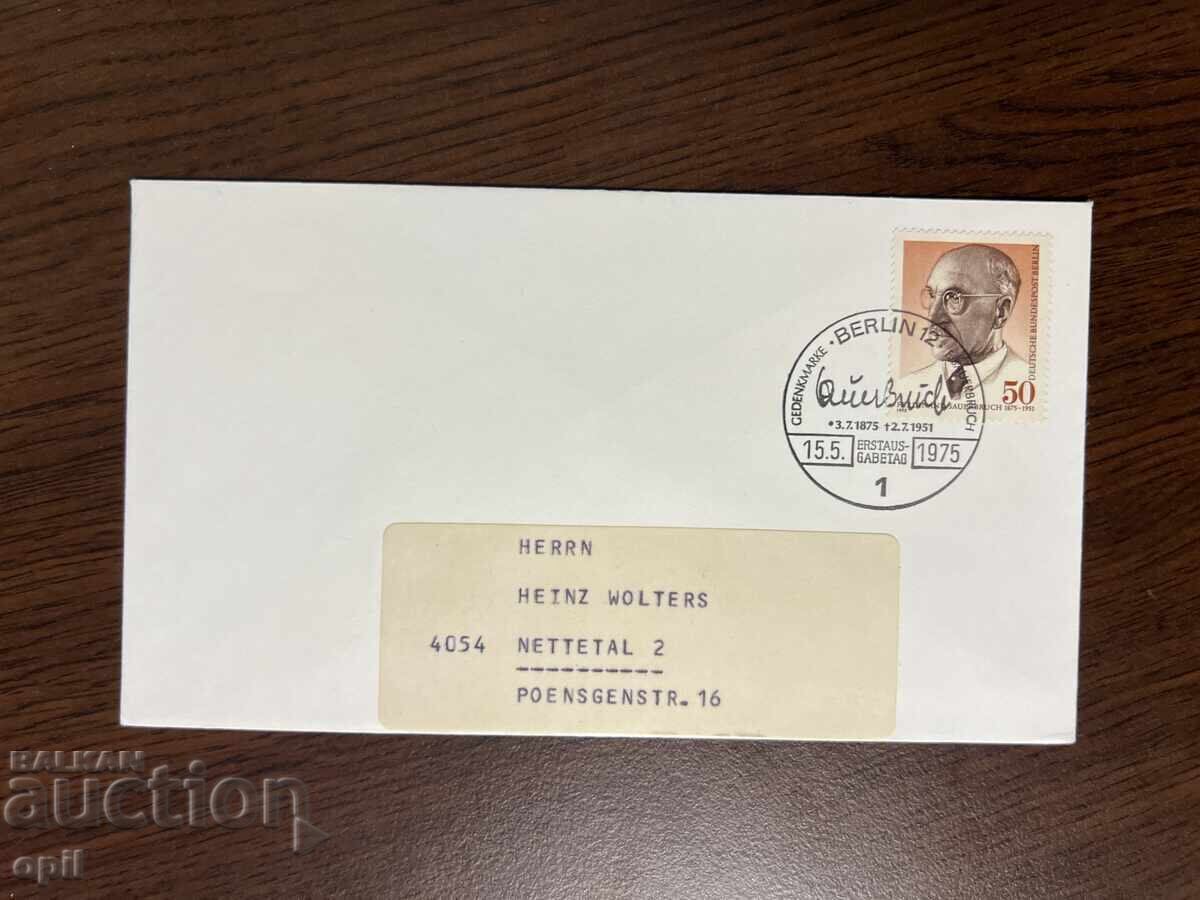 DEUTSCHE BUNDESPOST BERLIN
50
SAUERBRUCH 1875-1951
GEDENKMARKE
· BERLIN 12 ·
Sauerbruch
*3.7.1875 †2.7.1951
15.5. ERSTAUS-GABETAG 1975
1
HERRN
HEINZ WOLTERS
4054 NETTETAL 2
----------
POENSGENSTR. 16
BALKAN
auction
opil